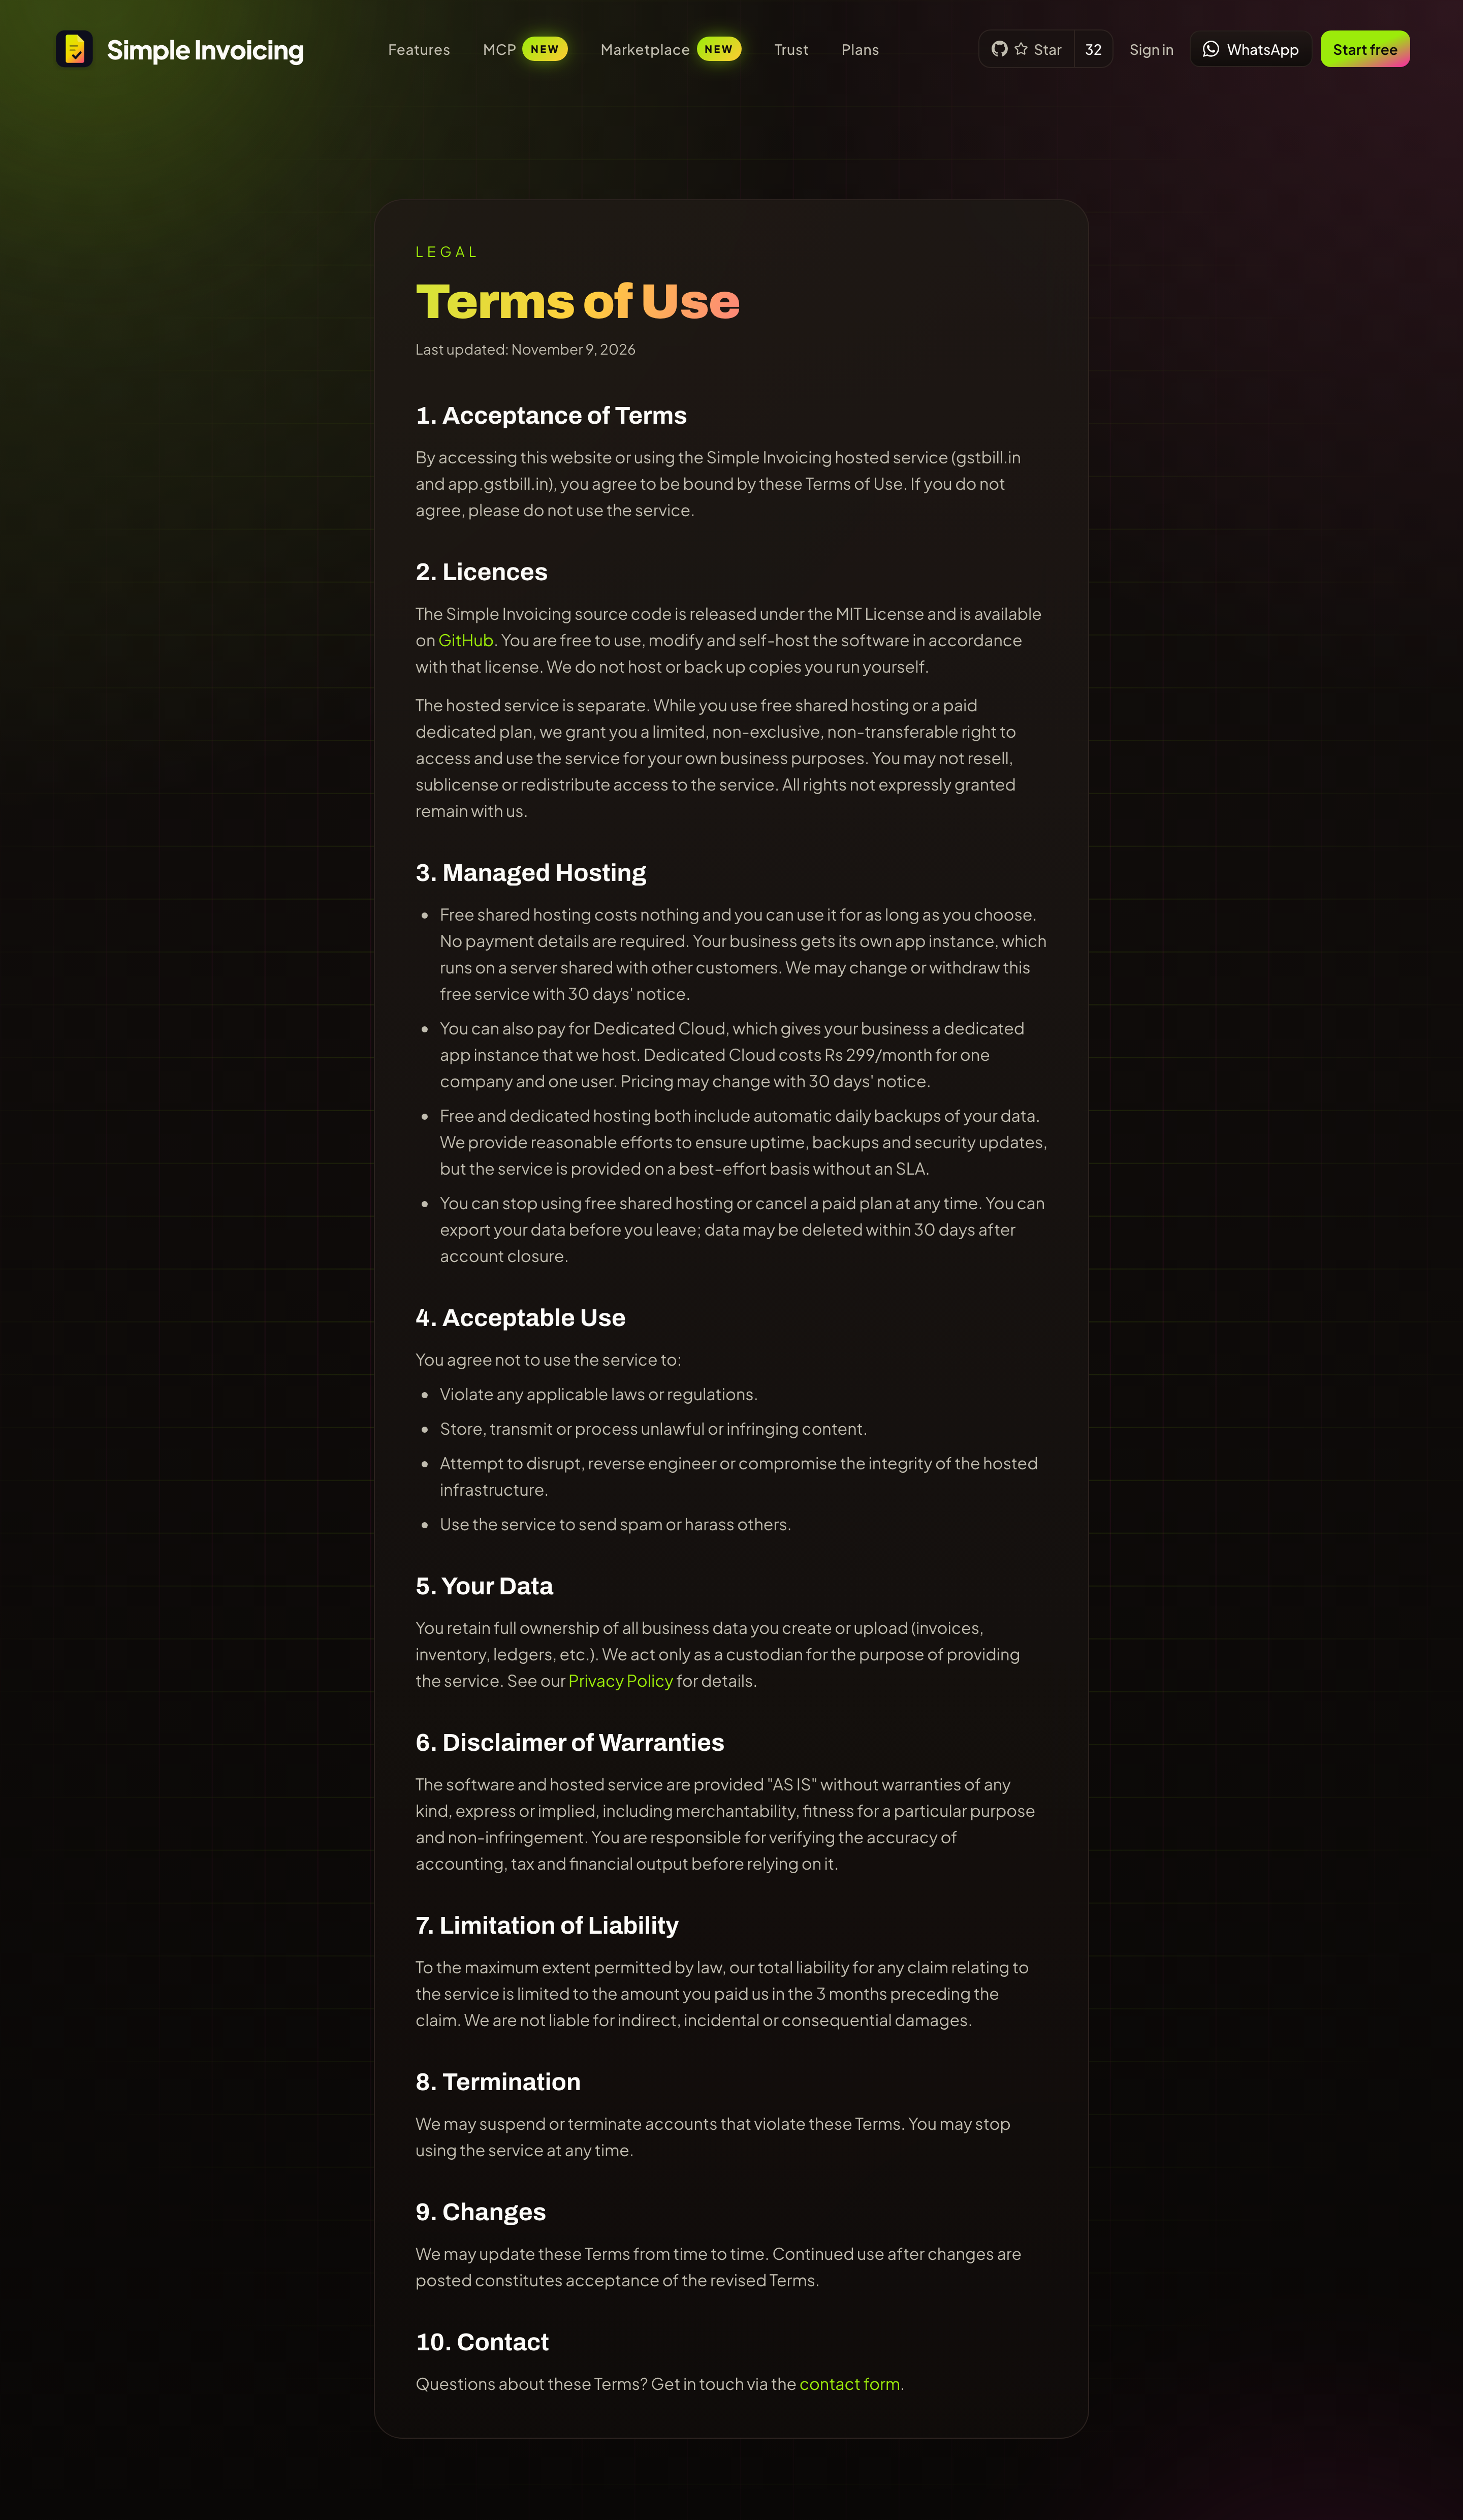 Simple Invoicing
Features
MCP NEW
Marketplace NEW
Trust
Plans
Star 32
Sign in
WhatsApp
Start free
LEGAL
Terms of Use
Last updated: November 9, 2026
1. Acceptance of Terms
By accessing this website or using the Simple Invoicing hosted service (gstbill.in
and app.gstbill.in), you agree to be bound by these Terms of Use. If you do not
agree, please do not use the service.
2. Licences
The Simple Invoicing source code is released under the MIT License and is available
on GitHub. You are free to use, modify and self-host the software in accordance
with that license. We do not host or back up copies you run yourself.
The hosted service is separate. While you use free shared hosting or a paid
dedicated plan, we grant you a limited, non-exclusive, non-transferable right to
access and use the service for your own business purposes. You may not resell,
sublicense or redistribute access to the service. All rights not expressly granted
remain with us.
3. Managed Hosting
• Free shared hosting costs nothing and you can use it for as long as you choose.
No payment details are required. Your business gets its own app instance, which
runs on a server shared with other customers. We may change or withdraw this
free service with 30 days' notice.
• You can also pay for Dedicated Cloud, which gives your business a dedicated
app instance that we host. Dedicated Cloud costs Rs 299/month for one
company and one user. Pricing may change with 30 days' notice.
• Free and dedicated hosting both include automatic daily backups of your data.
We provide reasonable efforts to ensure uptime, backups and security updates,
but the service is provided on a best-effort basis without an SLA.
• You can stop using free shared hosting or cancel a paid plan at any time. You can
export your data before you leave; data may be deleted within 30 days after
account closure.
4. Acceptable Use
You agree not to use the service to:
• Violate any applicable laws or regulations.
• Store, transmit or process unlawful or infringing content.
• Attempt to disrupt, reverse engineer or compromise the integrity of the hosted
infrastructure.
• Use the service to send spam or harass others.
5. Your Data
You retain full ownership of all business data you create or upload (invoices,
inventory, ledgers, etc.). We act only as a custodian for the purpose of providing
the service. See our Privacy Policy for details.
6. Disclaimer of Warranties
The software and hosted service are provided "AS IS" without warranties of any
kind, express or implied, including merchantability, fitness for a particular purpose
and non-infringement. You are responsible for verifying the accuracy of
accounting, tax and financial output before relying on it.
7. Limitation of Liability
To the maximum extent permitted by law, our total liability for any claim relating to
the service is limited to the amount you paid us in the 3 months preceding the
claim. We are not liable for indirect, incidental or consequential damages.
8. Termination
We may suspend or terminate accounts that violate these Terms. You may stop
using the service at any time.
9. Changes
We may update these Terms from time to time. Continued use after changes are
posted constitutes acceptance of the revised Terms.
10. Contact
Questions about these Terms? Get in touch via the contact form.